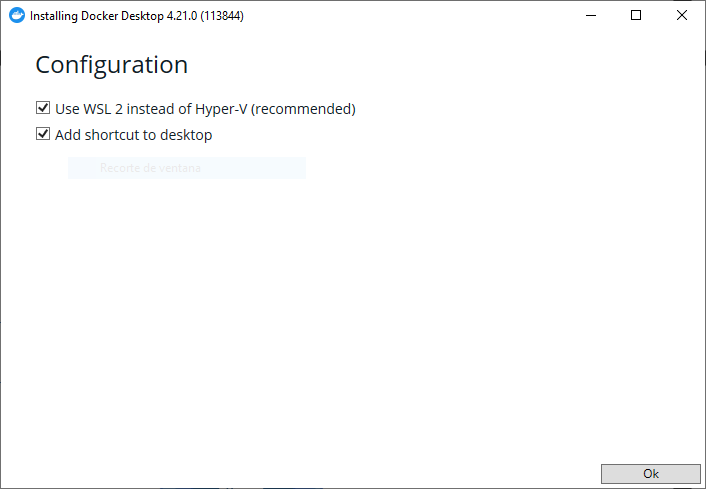 Installing Docker Desktop 4.21.0 (113844)
Configuration
Use WSL 2 instead of Hyper-V (recommended)
Add shortcut to desktop
Recorte de ventana
Ok